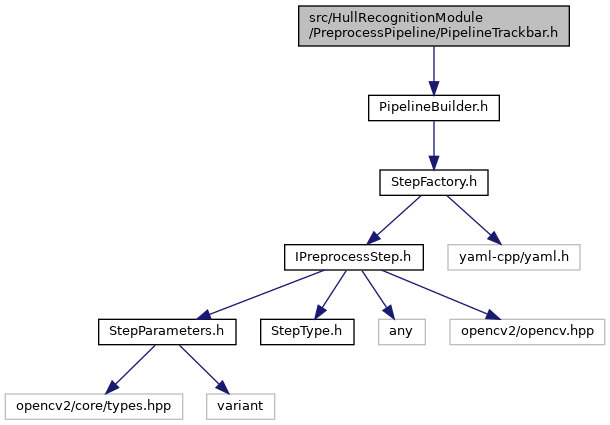 src/HullRecognitionModule
/PreprocessPipeline/PipelineTrackbar.h
PipelineBuilder.h
StepFactory.h
IPreprocessStep.h
yaml-cpp/yaml.h
StepParameters.h
StepType.h
any
opencv2/opencv.hpp
opencv2/core/types.hpp
variant